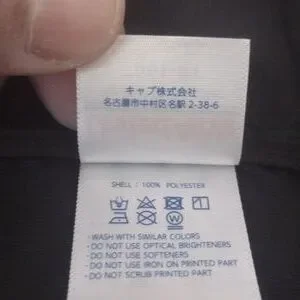 キャブ株式会社
名古屋市中村区名駅 2-38-6
SHELL : 100% POLYESTER
・WASH WITH SIMILAR COLORS
・DO NOT USE OPTICAL BRIGHTENERS
・DO NOT USE SOFTENERS
・DO NOT USE IRON ON PRINTED PART
・DO NOT SCRUB PRINTED PART